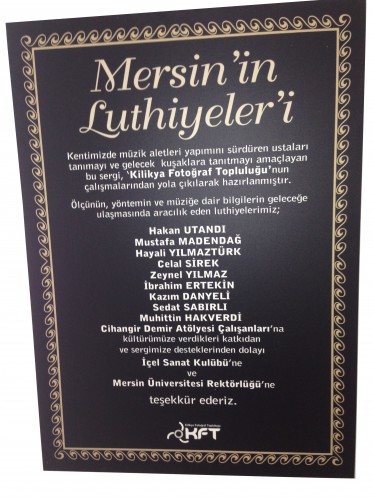 Mersin'in
Luthiyeler'i
Kentimizde müzik aletleri yapımını sürdüren ustaları
tanımayı ve gelecek kuşaklara tanıtmayı amaçlayan
bu sergi, 'Kilikya Fotoğraf Topluluğu'nun
çalışmalarından yola çıkılarak hazırlanmıştır.
Ölçünün, yöntemin ve müziğe dair bilgilerin geleceğe
ulaşmasında aracılık eden luthiyelerimiz;
Hakan UTANDI
Mustafa MADENDAĞ
Hayali YILMAZTÜRK
Celal SİREK
Zeynel YILMAZ
İbrahim ERTEKİN
Kazım DANYELİ
Sedat SABIRLI
Muhittin HAKVERDİ
Cihangir Demir Atölyesi Çalışanları'na
kültürümüze verdikleri katkıdan
ve sergimize desteklerinden dolayı
İçel Sanat Kulübü'ne
ve
Mersin Üniversitesi Rektörlüğü'ne
teşekkür ederiz.
Kilikya Fotoğraf Topluluğu
KFT